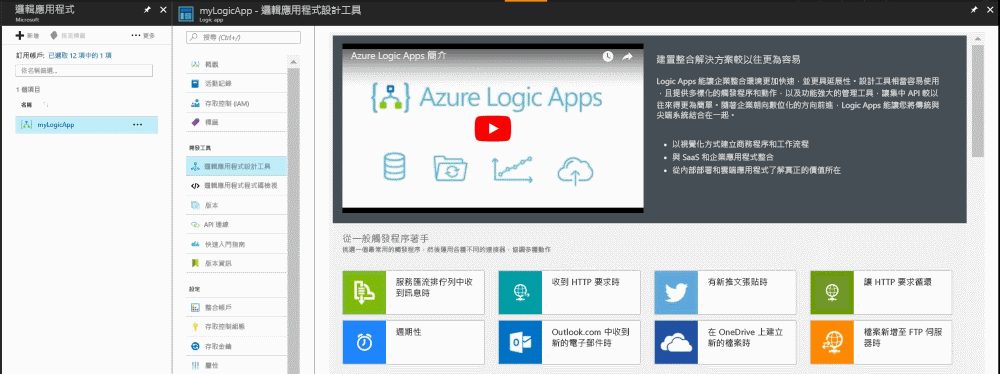 邏輯應用程式
Microsoft
新增
指派標籤
更多
訂用帳戶: 已選取 12 項中的 1 項
依名稱篩選...
1 個項目
名稱
myLogicApp
myLogicApp - 邏輯應用程式設計工具
Logic app
搜尋 (Ctrl+/)
概觀
活動記錄
存取控制 (IAM)
標籤
開發工具
邏輯應用程式設計工具
邏輯應用程式程式碼檢視
版本
API 連線
快速入門指南
版本資訊
設定
整合帳戶
存取控制組態
存取金鑰
屬性
Azure Logic Apps 簡介
Azure Logic Apps
建置整合解決方案較以往更為容易
Logic Apps 能讓企業整合環境更加快速，並更具延展性。設計工具相當容易使用
，且提供多樣化的觸發程序和動作，以及功能強大的管理工具，讓集中 API 較以
往來得更為簡單。隨著企業朝向數位化的方向前進，Logic Apps 能讓您將傳統與
尖端系統結合在一起。
• 以視覺化方式建立商務程序和工作流程
• 與 SaaS 和企業應用程式整合
• 從內部部署和雲端應用程式了解真正的價值所在
從一般觸發程序著手
挑選一個最常用的觸發程序，然後運用各種不同的連接器，協調多種動作
服務匯流排佇列中收
到訊息時
收到 HTTP 要求時
有新推文張貼時
讓 HTTP 要求循環
週期性
Outlook.com 中收到
新的電子郵件時
在 OneDrive 上建立
新的檔案時
檔案新增至 FTP 伺服
器時